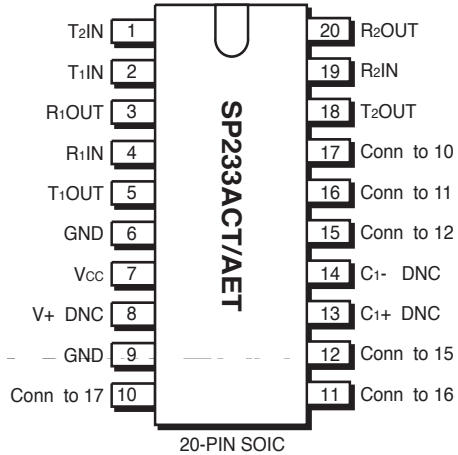 T2IN 1 20 R2OUT
T1IN 2 19 R2IN
R1OUT 3 18 T2OUT
R1IN 4 17 Conn to 10
T1OUT 5 16 Conn to 11
GND 6 15 Conn to 12
VCC 7 14 C1- DNC
V+ DNC 8 13 C1+ DNC
GND 9 12 Conn to 15
Conn to 17 10 11 Conn to 16
SP233ACT/AET
20-PIN SOIC